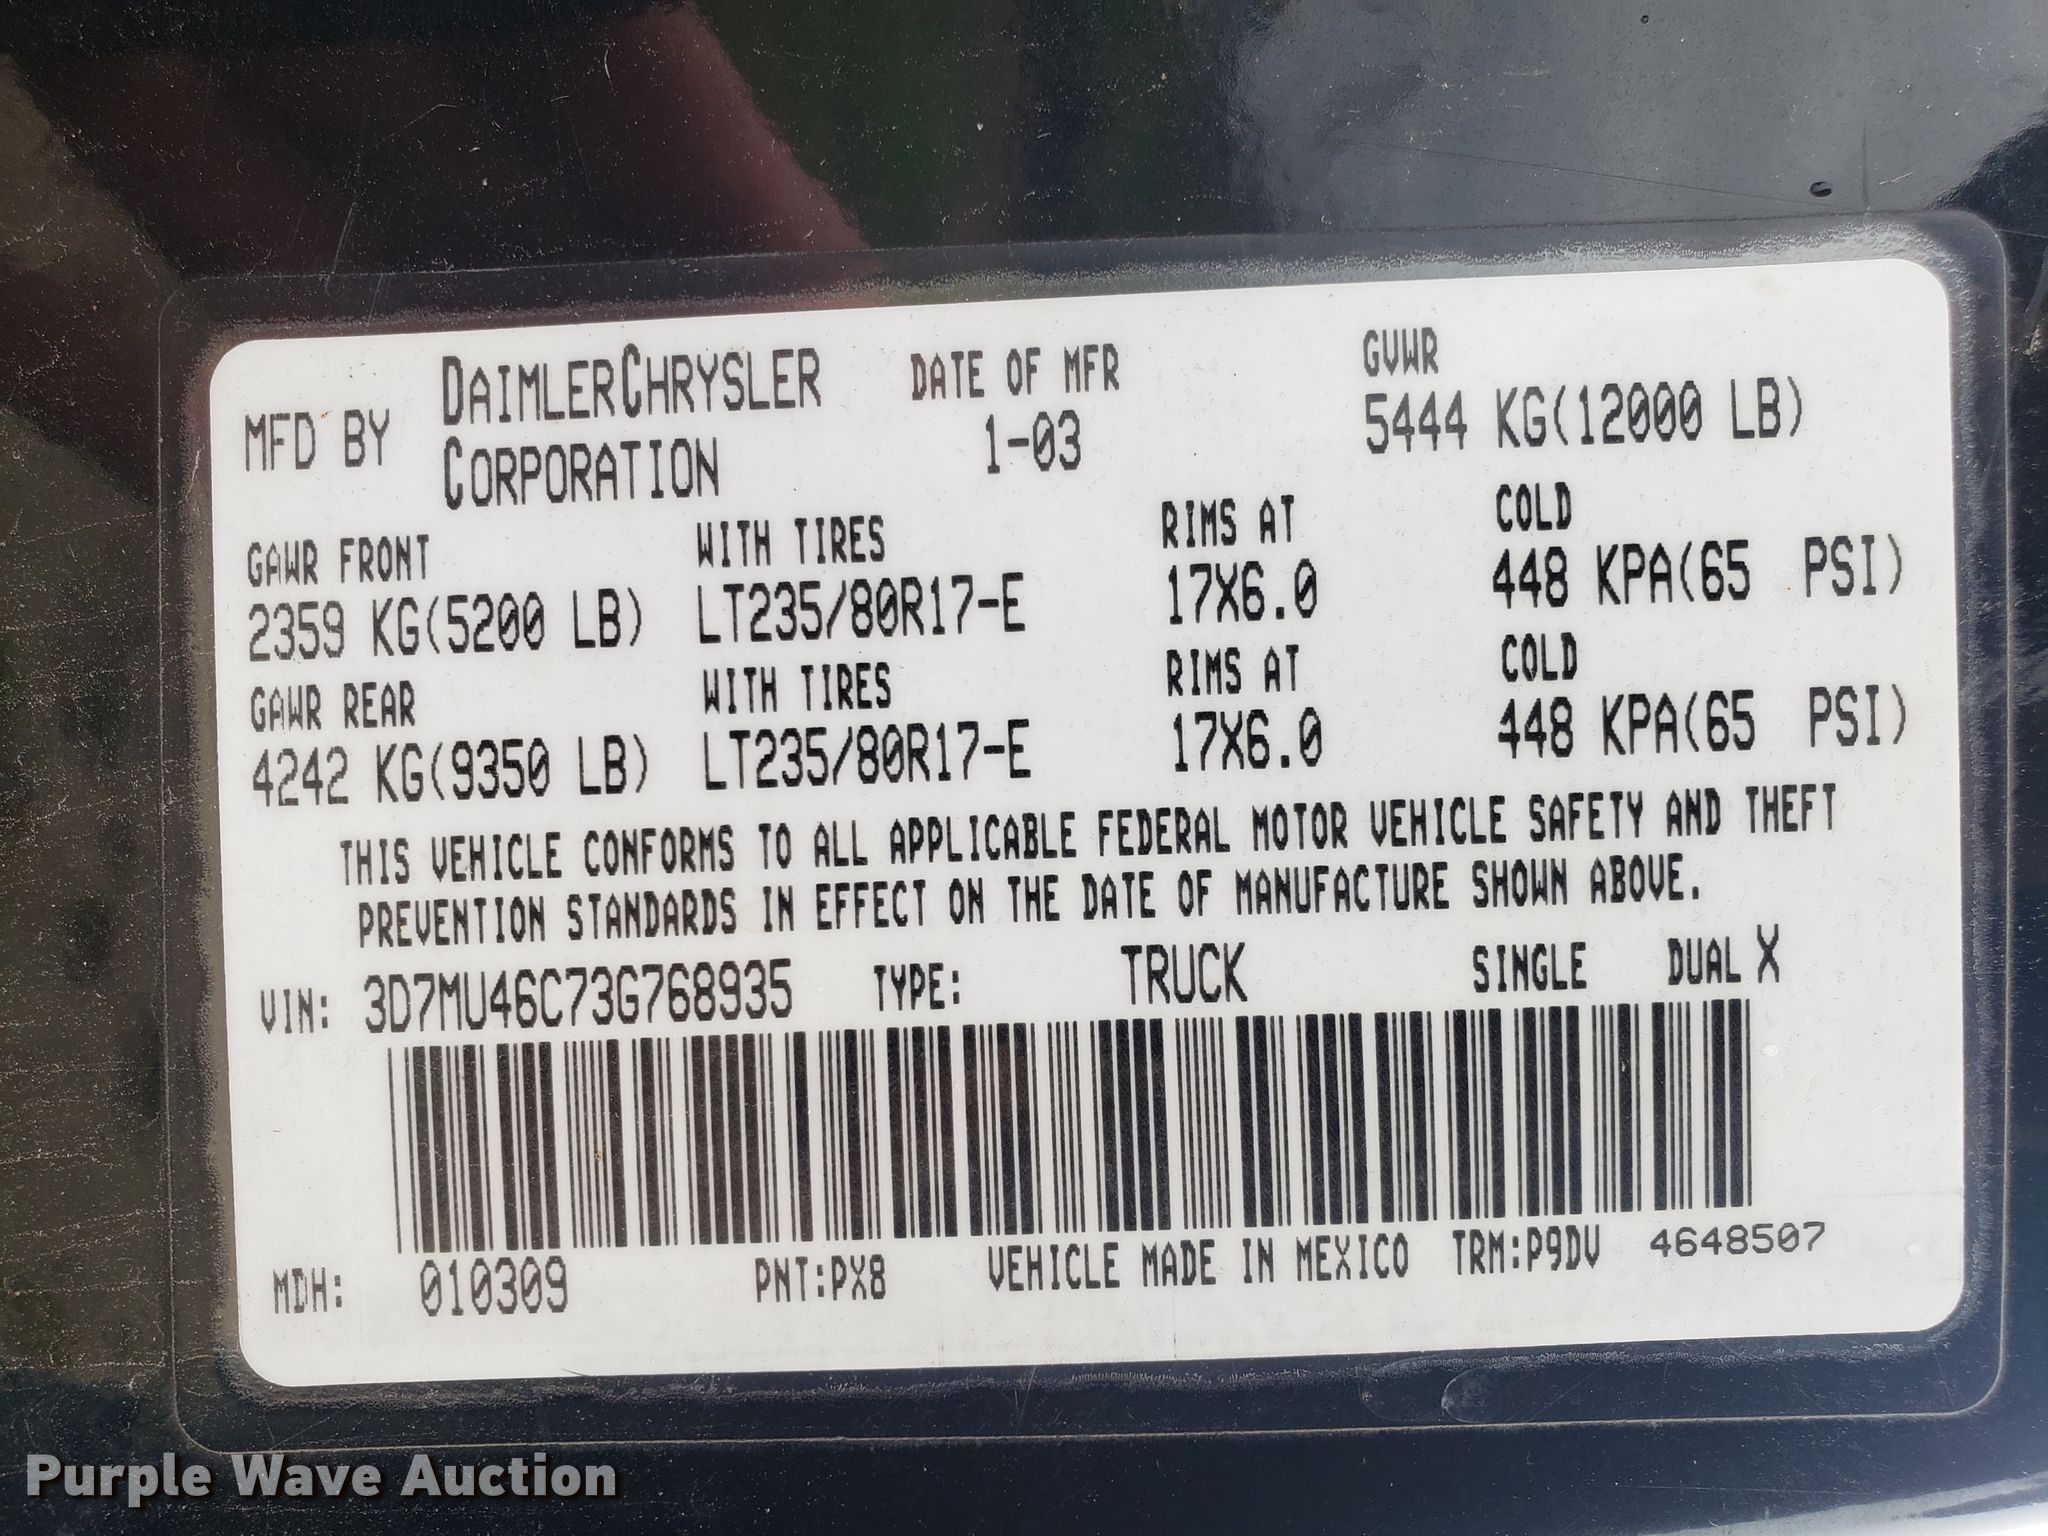 MFD BY DAIMLERCHRYSLER CORPORATION
DATE OF MFR 1-03
GVWR 5444 KG(12000 LB)
GAWR FRONT WITH TIRES RIMS AT COLD
2359 KG(5200 LB) LT235/80R17-E 17X6.0 448 KPA(65 PSI)
GAWR REAR WITH TIRES RIMS AT COLD
4242 KG(9350 LB) LT235/80R17-E 17X6.0 448 KPA(65 PSI)
THIS VEHICLE CONFORMS TO ALL APPLICABLE FEDERAL MOTOR VEHICLE SAFETY AND THEFT
PREVENTION STANDARDS IN EFFECT ON THE DATE OF MANUFACTURE SHOWN ABOVE.
VIN: 3D7MU46C73G768935 TYPE: TRUCK SINGLE DUAL X
MDH: 010309 PNT:PX8 VEHICLE MADE IN MEXICO TRM:P9DV 4648507
Purple Wave Auction